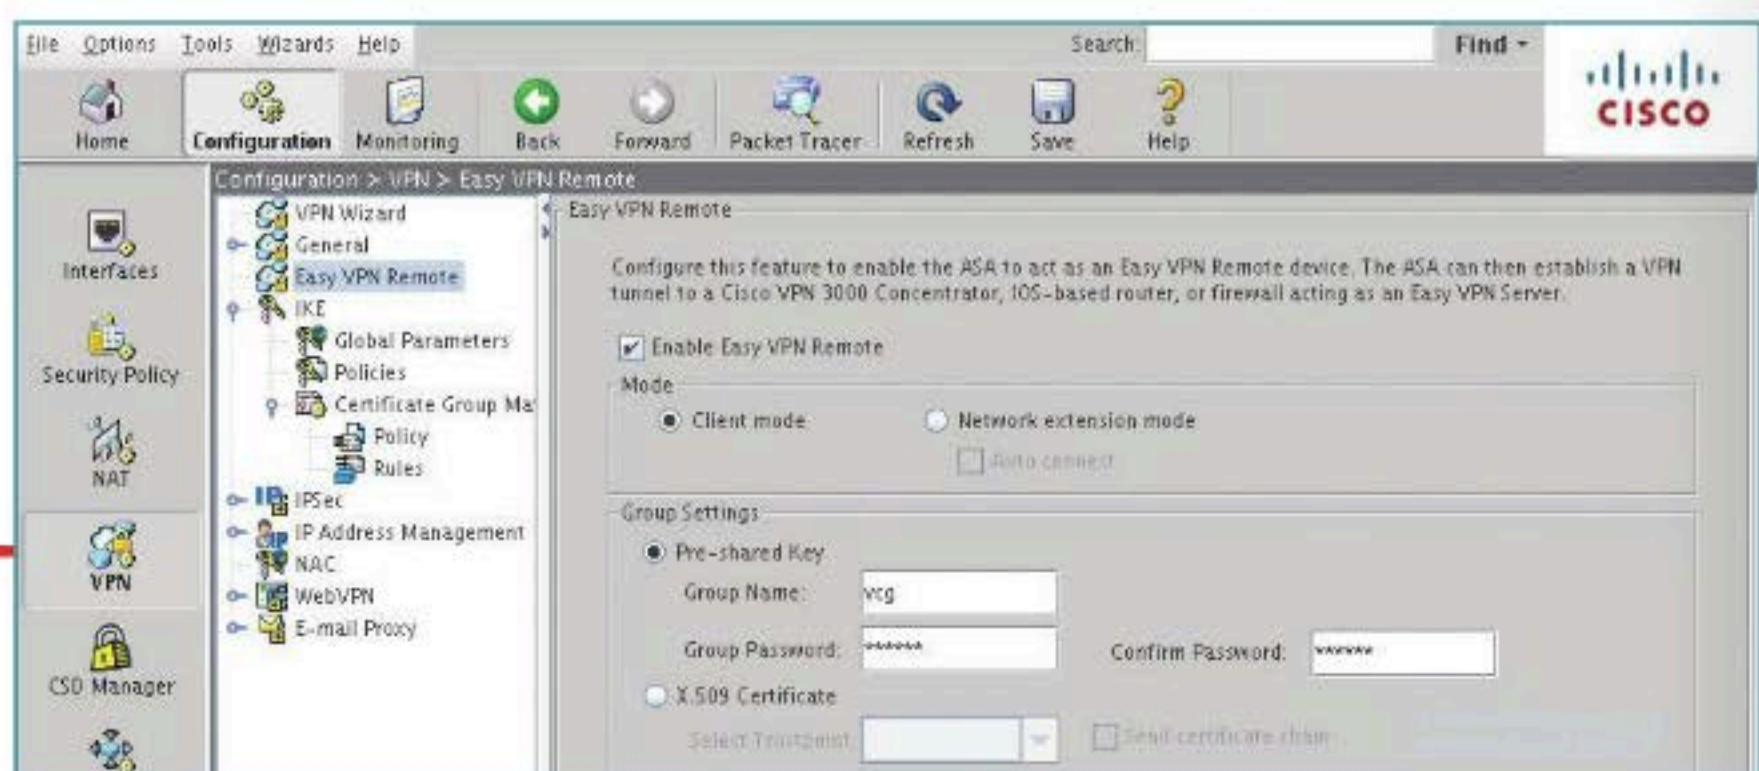 File Options Tools Wizards Help Search: Find
Home Configuration Monitoring Back Forward Packet Tracer Refresh Save Help
CISCO
Configuration > VPN > Easy VPN Remote
Interfaces
Security Policy
NAT
VPN
CSD Manager
VPN Wizard
General
Easy VPN Remote
IKE
Global Parameters
Policies
Certificate Group Ma
Policy
Rules
IPSec
IP Address Management
NAC
WebVPN
E-mail Proxy
Easy VPN Remote
Configure this feature to enable the ASA to act as an Easy VPN Remote device. The ASA can then establish a VPN
tunnel to a Cisco VPN 3000 Concentrator, IOS-based router, or firewall acting as an Easy VPN Server.
Enable Easy VPN Remote
Mode
Client mode Network extension mode
Auto connect
Group Settings
Pre-shared Key
Group Name: vcg
Group Password: ******* Confirm Password: *******
X.509 Certificate
Select Trustpoint: Send certificate chain